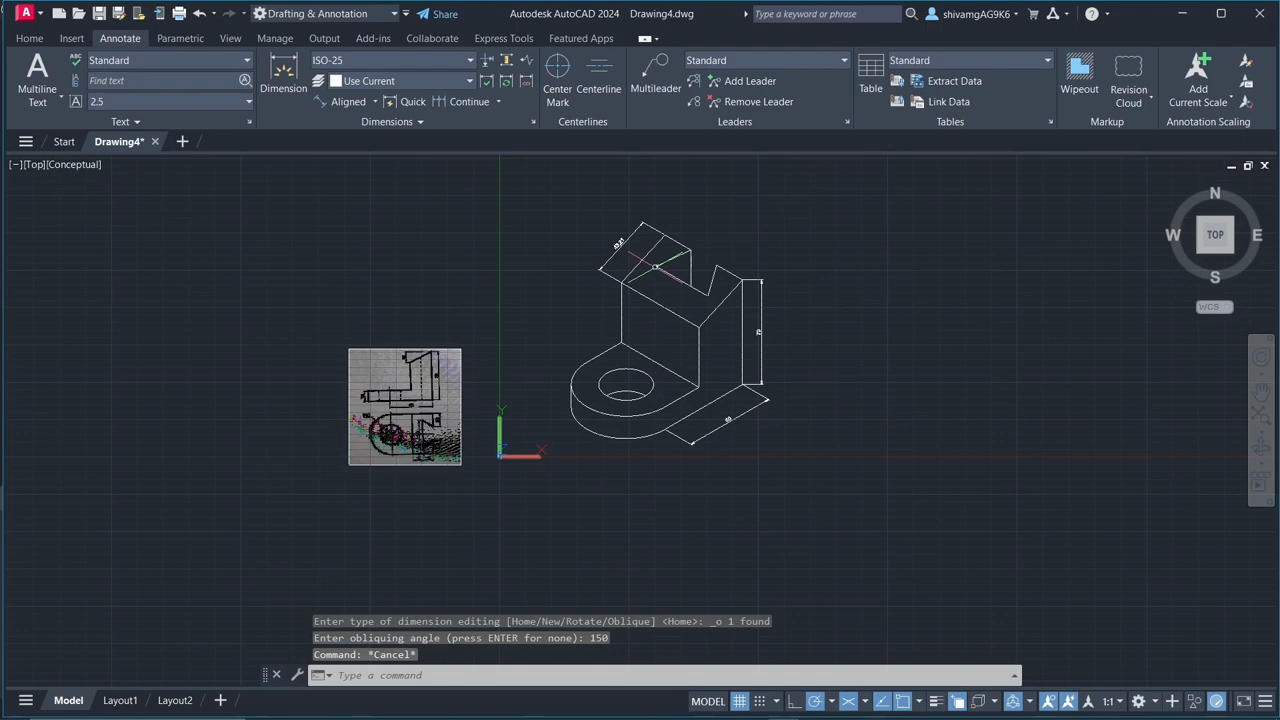 Drafting & Annotation
Share
Autodesk AutoCAD 2024 Drawing4.dwg
Type a keyword or phrase
shivamgAG9K6
Home Insert Annotate Parametric View Manage Output Add-ins Collaborate Express Tools Featured Apps
Multiline
Text
Standard
Find text
2.5
Text
Dimension
ISO-25
Use Current
Aligned Quick Continue
Dimensions
Center
Mark
Centerline
Centerlines
Multileader
Standard
Add Leader
Remove Leader
Leaders
Table
Standard
Extract Data
Link Data
Tables
Wipeout
Revision
Cloud
Markup
Add
Current Scale
Annotation Scaling
Start Drawing4*
[−][Top][Conceptual]
N
W TOP E
S
WCS
Y
X
Enter type of dimension editing [Home/New/Rotate/Oblique] <Home>: _o 1 found
Enter obliquing angle (press ENTER for none): 150
Command: *Cancel*
Type a command
Model Layout1 Layout2
MODEL
1:1